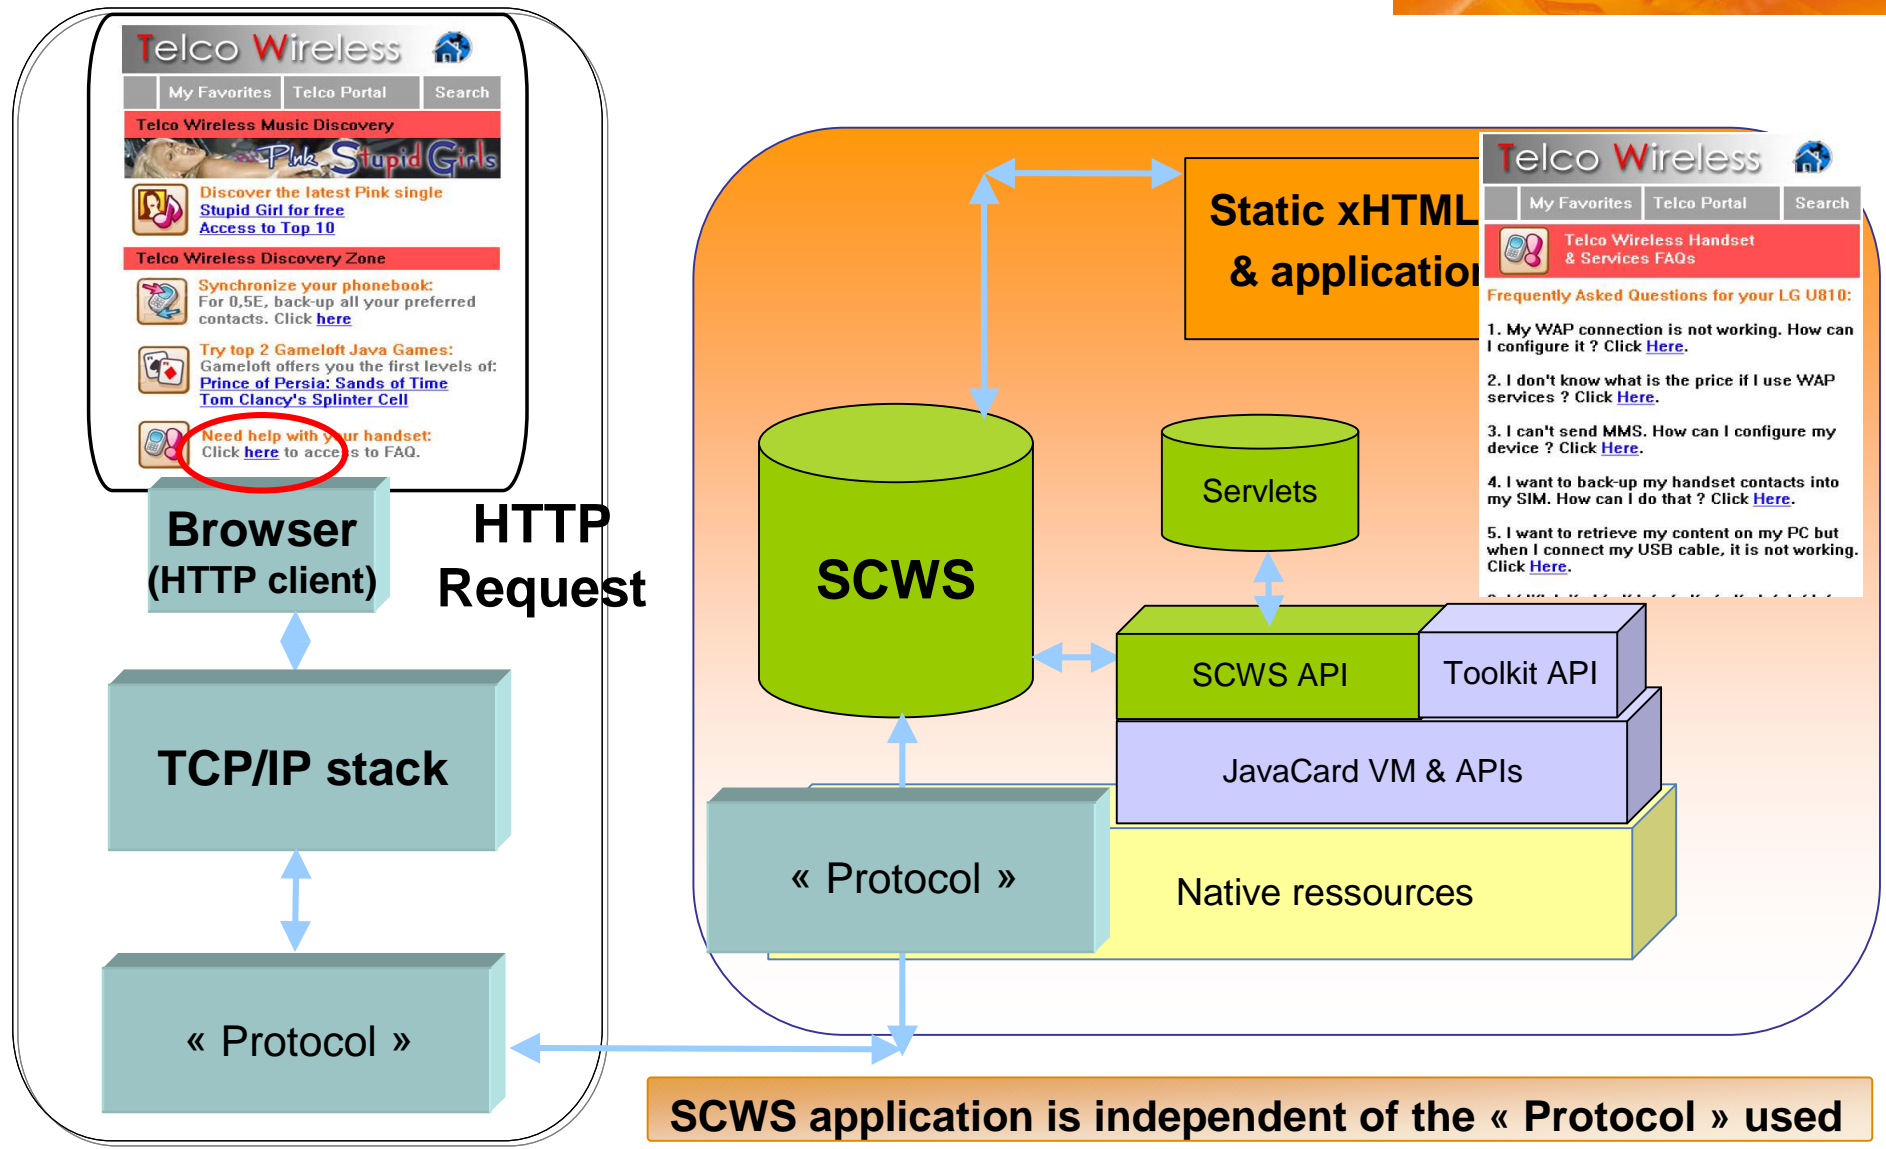 Telco Wireless
My Favorites Telco Portal Search
Telco Wireless Music Discovery
P!nk Stupid Girls
Discover the latest Pink single
Stupid Girl for free
Access to Top 10
Telco Wireless Discovery Zone
Synchronize your phonebook:
For 0,5E, back-up all your preferred
contacts. Click here
Try top 2 Gameloft Java Games:
Gameloft offers you the first levels of:
Prince of Persia: Sands of Time
Tom Clancy's Splinter Cell
Need help with your handset:
Click here to access to FAQ.
Browser
(HTTP client)
HTTP
Request
TCP/IP stack
« Protocol »
Static xHTML
& application
SCWS
Servlets
SCWS API
Toolkit API
JavaCard VM & APIs
« Protocol »
Native ressources
Telco Wireless
My Favorites Telco Portal Search
Telco Wireless Handset
& Services FAQs
Frequently Asked Questions for your LG U810:
1. My WAP connection is not working. How can
I configure it ? Click Here.
2. I don't know what is the price if I use WAP
services ? Click Here.
3. I can't send MMS. How can I configure my
device ? Click Here.
4. I want to back-up my handset contacts into
my SIM. How can I do that ? Click Here.
5. I want to retrieve my content on my PC but
when I connect my USB cable, it is not working.
Click Here.
SCWS application is independent of the « Protocol » used